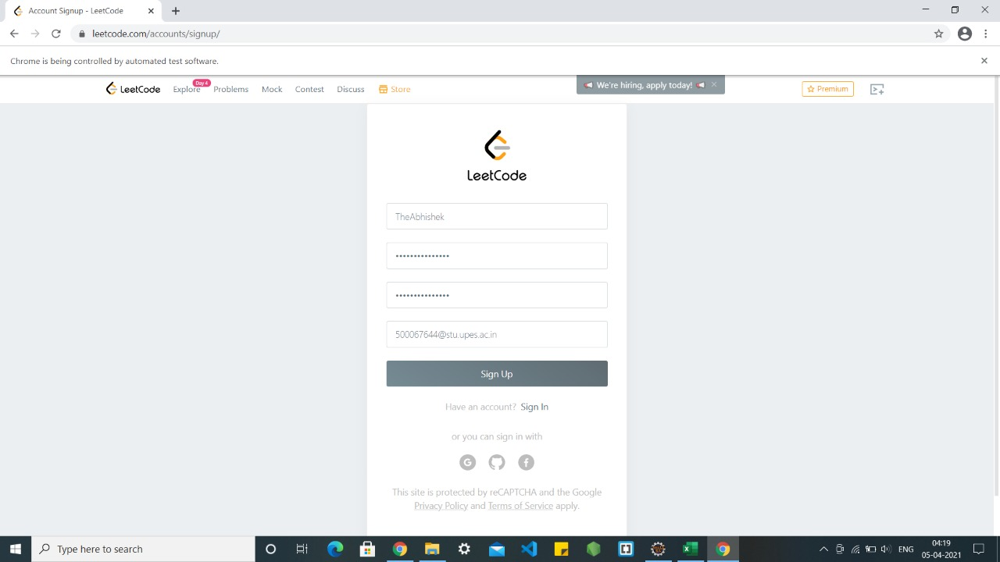 Account Signup - LeetCode
leetcode.com/accounts/signup/
Chrome is being controlled by automated test software.
LeetCode Explore Day 4 Problems Mock Contest Discuss Store We're hiring, apply today! Premium
LeetCode
TheAbhishek
•••••••••••••••
•••••••••••••••
500067644@stu.upes.ac.in
Sign Up
Have an account? Sign In
or you can sign in with
This site is protected by reCAPTCHA and the Google
Privacy Policy and Terms of Service apply.
Type here to search
ENG
04:19
05-04-2021